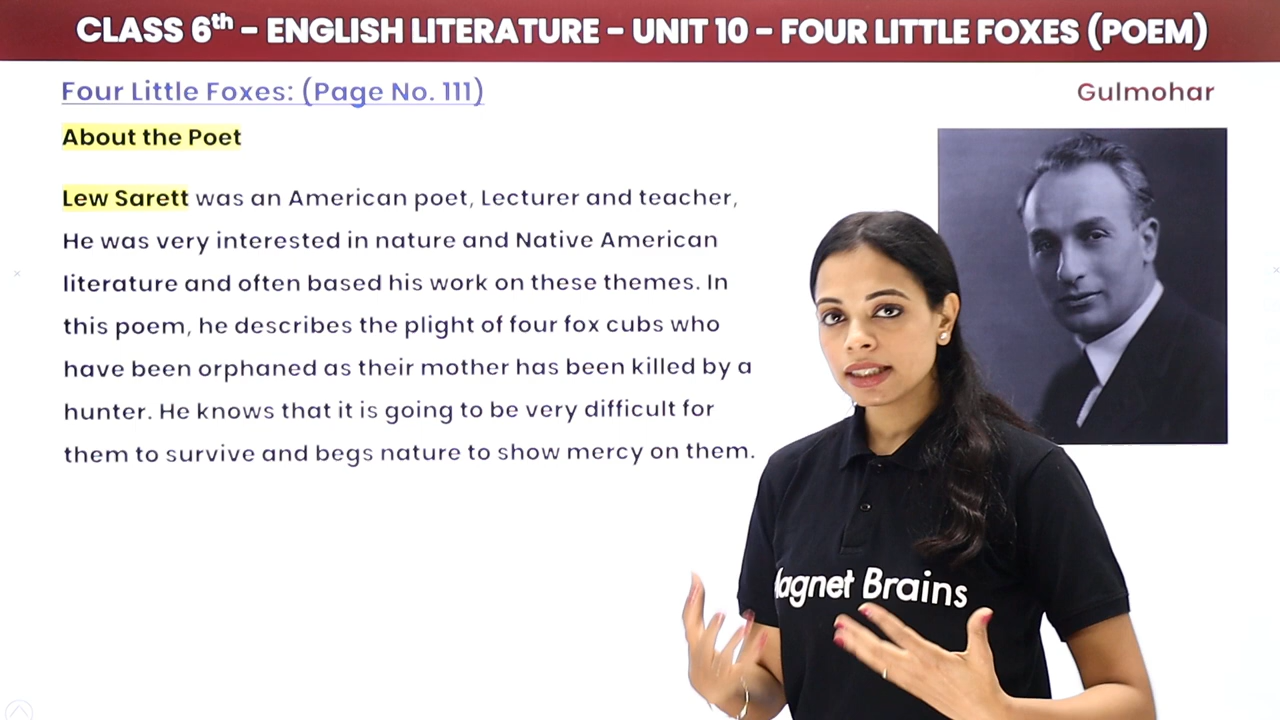 CLASS 6th – ENGLISH LITERATURE – UNIT 10 – FOUR LITTLE FOXES (POEM)
Four Little Foxes: (Page No. 111)
Gulmohar
About the Poet
Lew Sarett was an American poet, Lecturer and teacher,
He was very interested in nature and Native American
literature and often based his work on these themes. In
this poem, he describes the plight of four fox cubs who
have been orphaned as their mother has been killed by a
hunter. He knows that it is going to be very difficult for
them to survive and begs nature to show mercy on them.
Magnet Brains